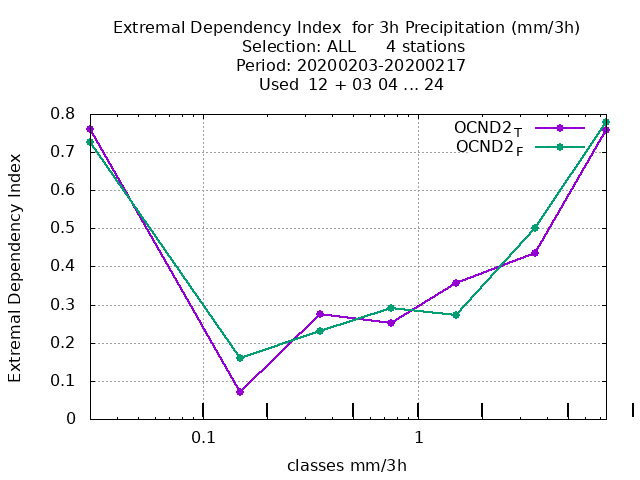 Extremal Dependency Index  for 3h Precipitation (mm/3h)
Selection: ALL      4 stations
Period: 20200203-20200217
Used  12 + 03 04 ... 24
OCND2T
OCND2F
Extremal Dependency Index
0.8
0.7
0.6
0.5
0.4
0.3
0.2
0.1
0
0.1 1
classes mm/3h